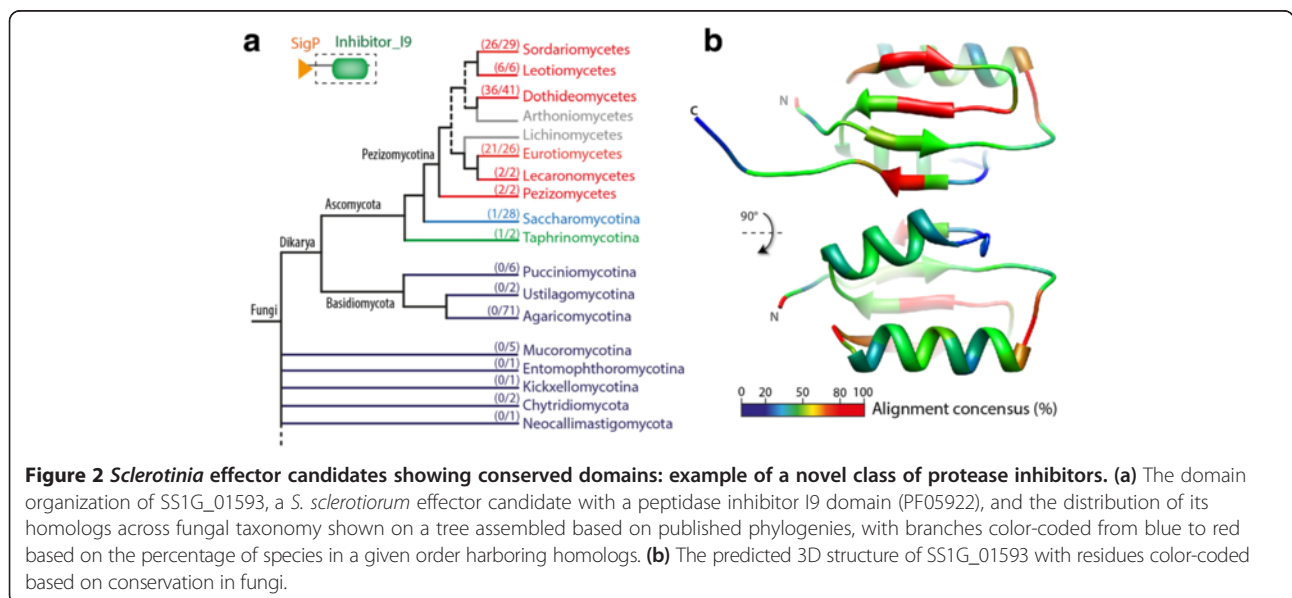 a
SigP Inhibitor_I9
(26/29) Sordariomycetes
(6/6) Leotiomycetes
(36/41) Dothideomycetes
Arthoniomycetes
Lichinomycetes
Pezizomycotina
(21/26) Eurotiomycetes
(2/2) Lecaronomycetes
(2/2) Pezizomycetes
Ascomycota
(1/28) Saccharomycotina
(1/2) Taphrinomycotina
Dikarya
(0/6) Pucciniomycotina
(0/2) Ustilagomycotina
Basidiomycota
(0/71) Agaricomycotina
Fungi
(0/5) Mucoromycotina
(0/1) Entomophthoromycotina
(0/1) Kickxellomycotina
(0/2) Chytridiomycota
(0/1) Neocallimastigomycota
b
N
C
90°
N
0 20 40 60 80 100
Alignment concensus (%)
Figure 2 Sclerotinia effector candidates showing conserved domains: example of a novel class of protease inhibitors. (a) The domain
organization of SS1G_01593, a S. sclerotiorum effector candidate with a peptidase inhibitor I9 domain (PF05922), and the distribution of its
homologs across fungal taxonomy shown on a tree assembled based on published phylogenies, with branches color-coded from blue to red
based on the percentage of species in a given order harboring homologs. (b) The predicted 3D structure of SS1G_01593 with residues color-coded
based on conservation in fungi.